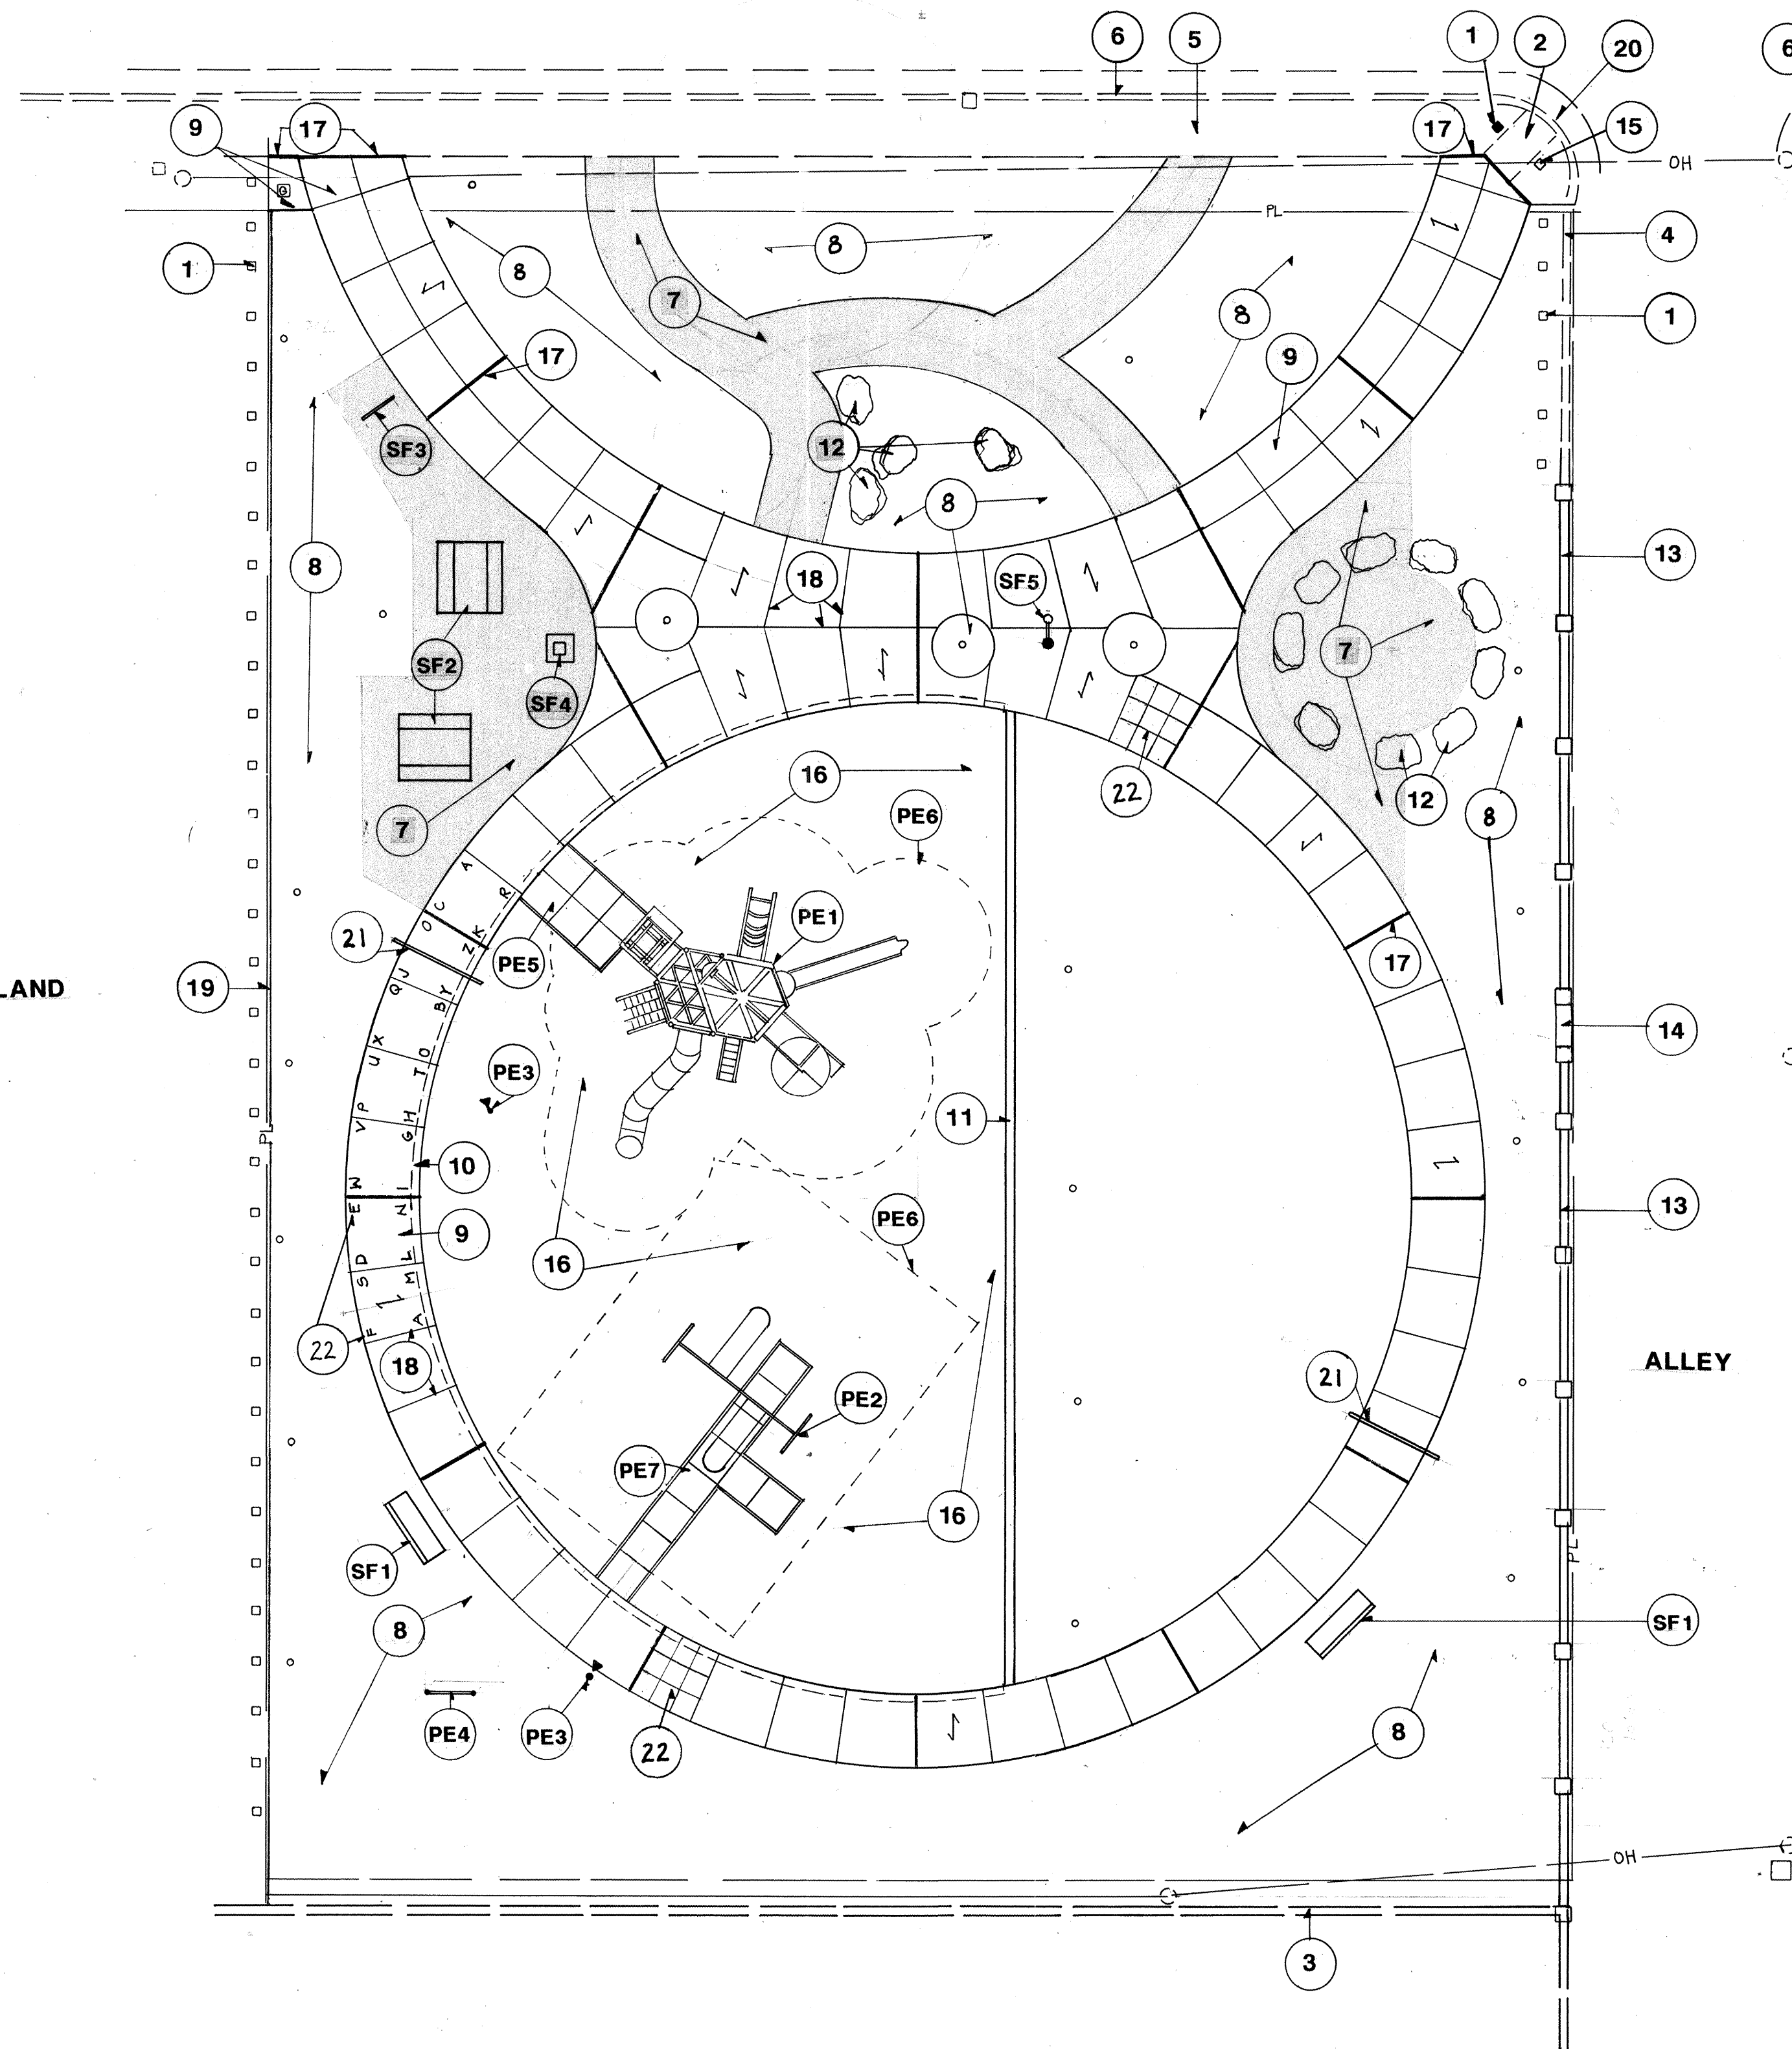 6 5 1 2 20 6
9 17 17 15
OH
G
PL
1 8 8 4
7 8 1
17 9
SF3 12
8
8 18 SF5 13
SF2 7
SF4
16 22 12 8
7 PE6
A
R
C PE1
O
21 K
Z PE5 17
J
Q
LAND 19 Y
B 14
X
U O
T PE3
P
V H
G 11
PL
10
W I
E N 9 PE6 13
D L 16
S M
22 F A
18 21 ALLEY
PE2
PE7
16
SF1 PL
8 SF1
PE4 PE3 22 8
OH
3